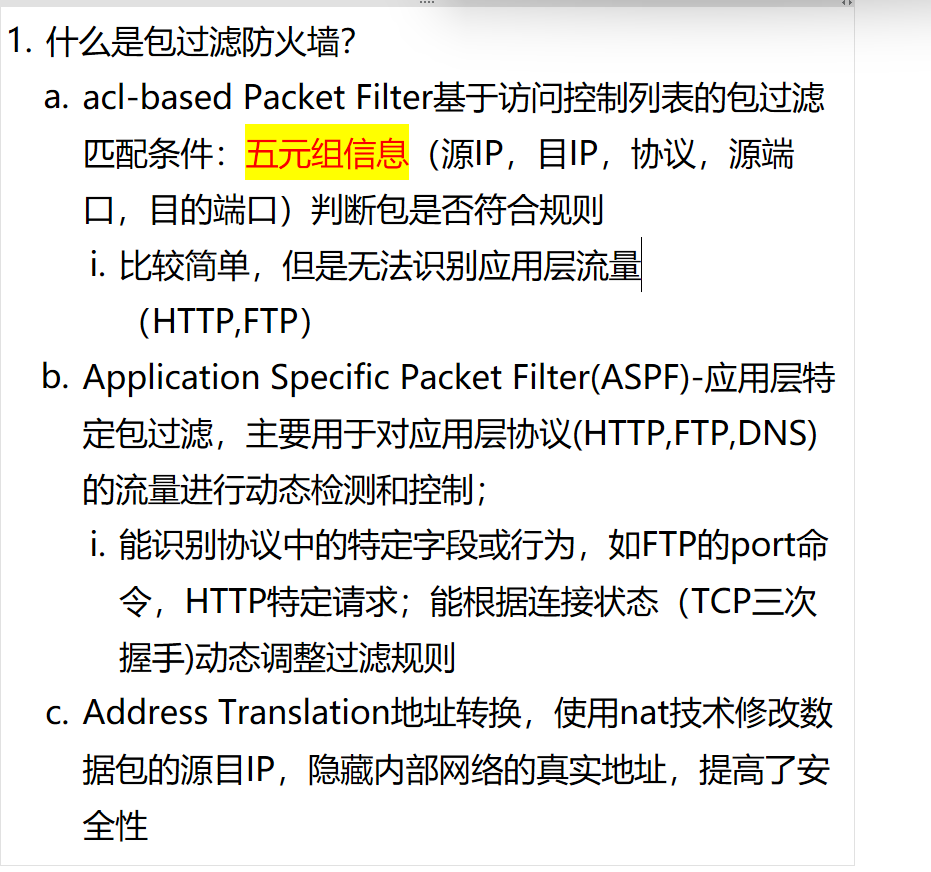 1. 什么是包过滤防火墙？
a. acl-based Packet Filter基于访问控制列表的包过滤
匹配条件：五元组信息（源IP，目IP，协议，源端
口，目的端口）判断包是否符合规则
i. 比较简单，但是无法识别应用层流量
（HTTP,FTP）
b. Application Specific Packet Filter(ASPF)-应用层特
定包过滤，主要用于对应用层协议(HTTP,FTP,DNS)
的流量进行动态检测和控制；
i. 能识别协议中的特定字段或行为，如FTP的port命
令，HTTP特定请求；能根据连接状态（TCP三次
握手)动态调整过滤规则
c. Address Translation地址转换，使用nat技术修改数
据包的源目IP，隐藏内部网络的真实地址，提高了安
全性